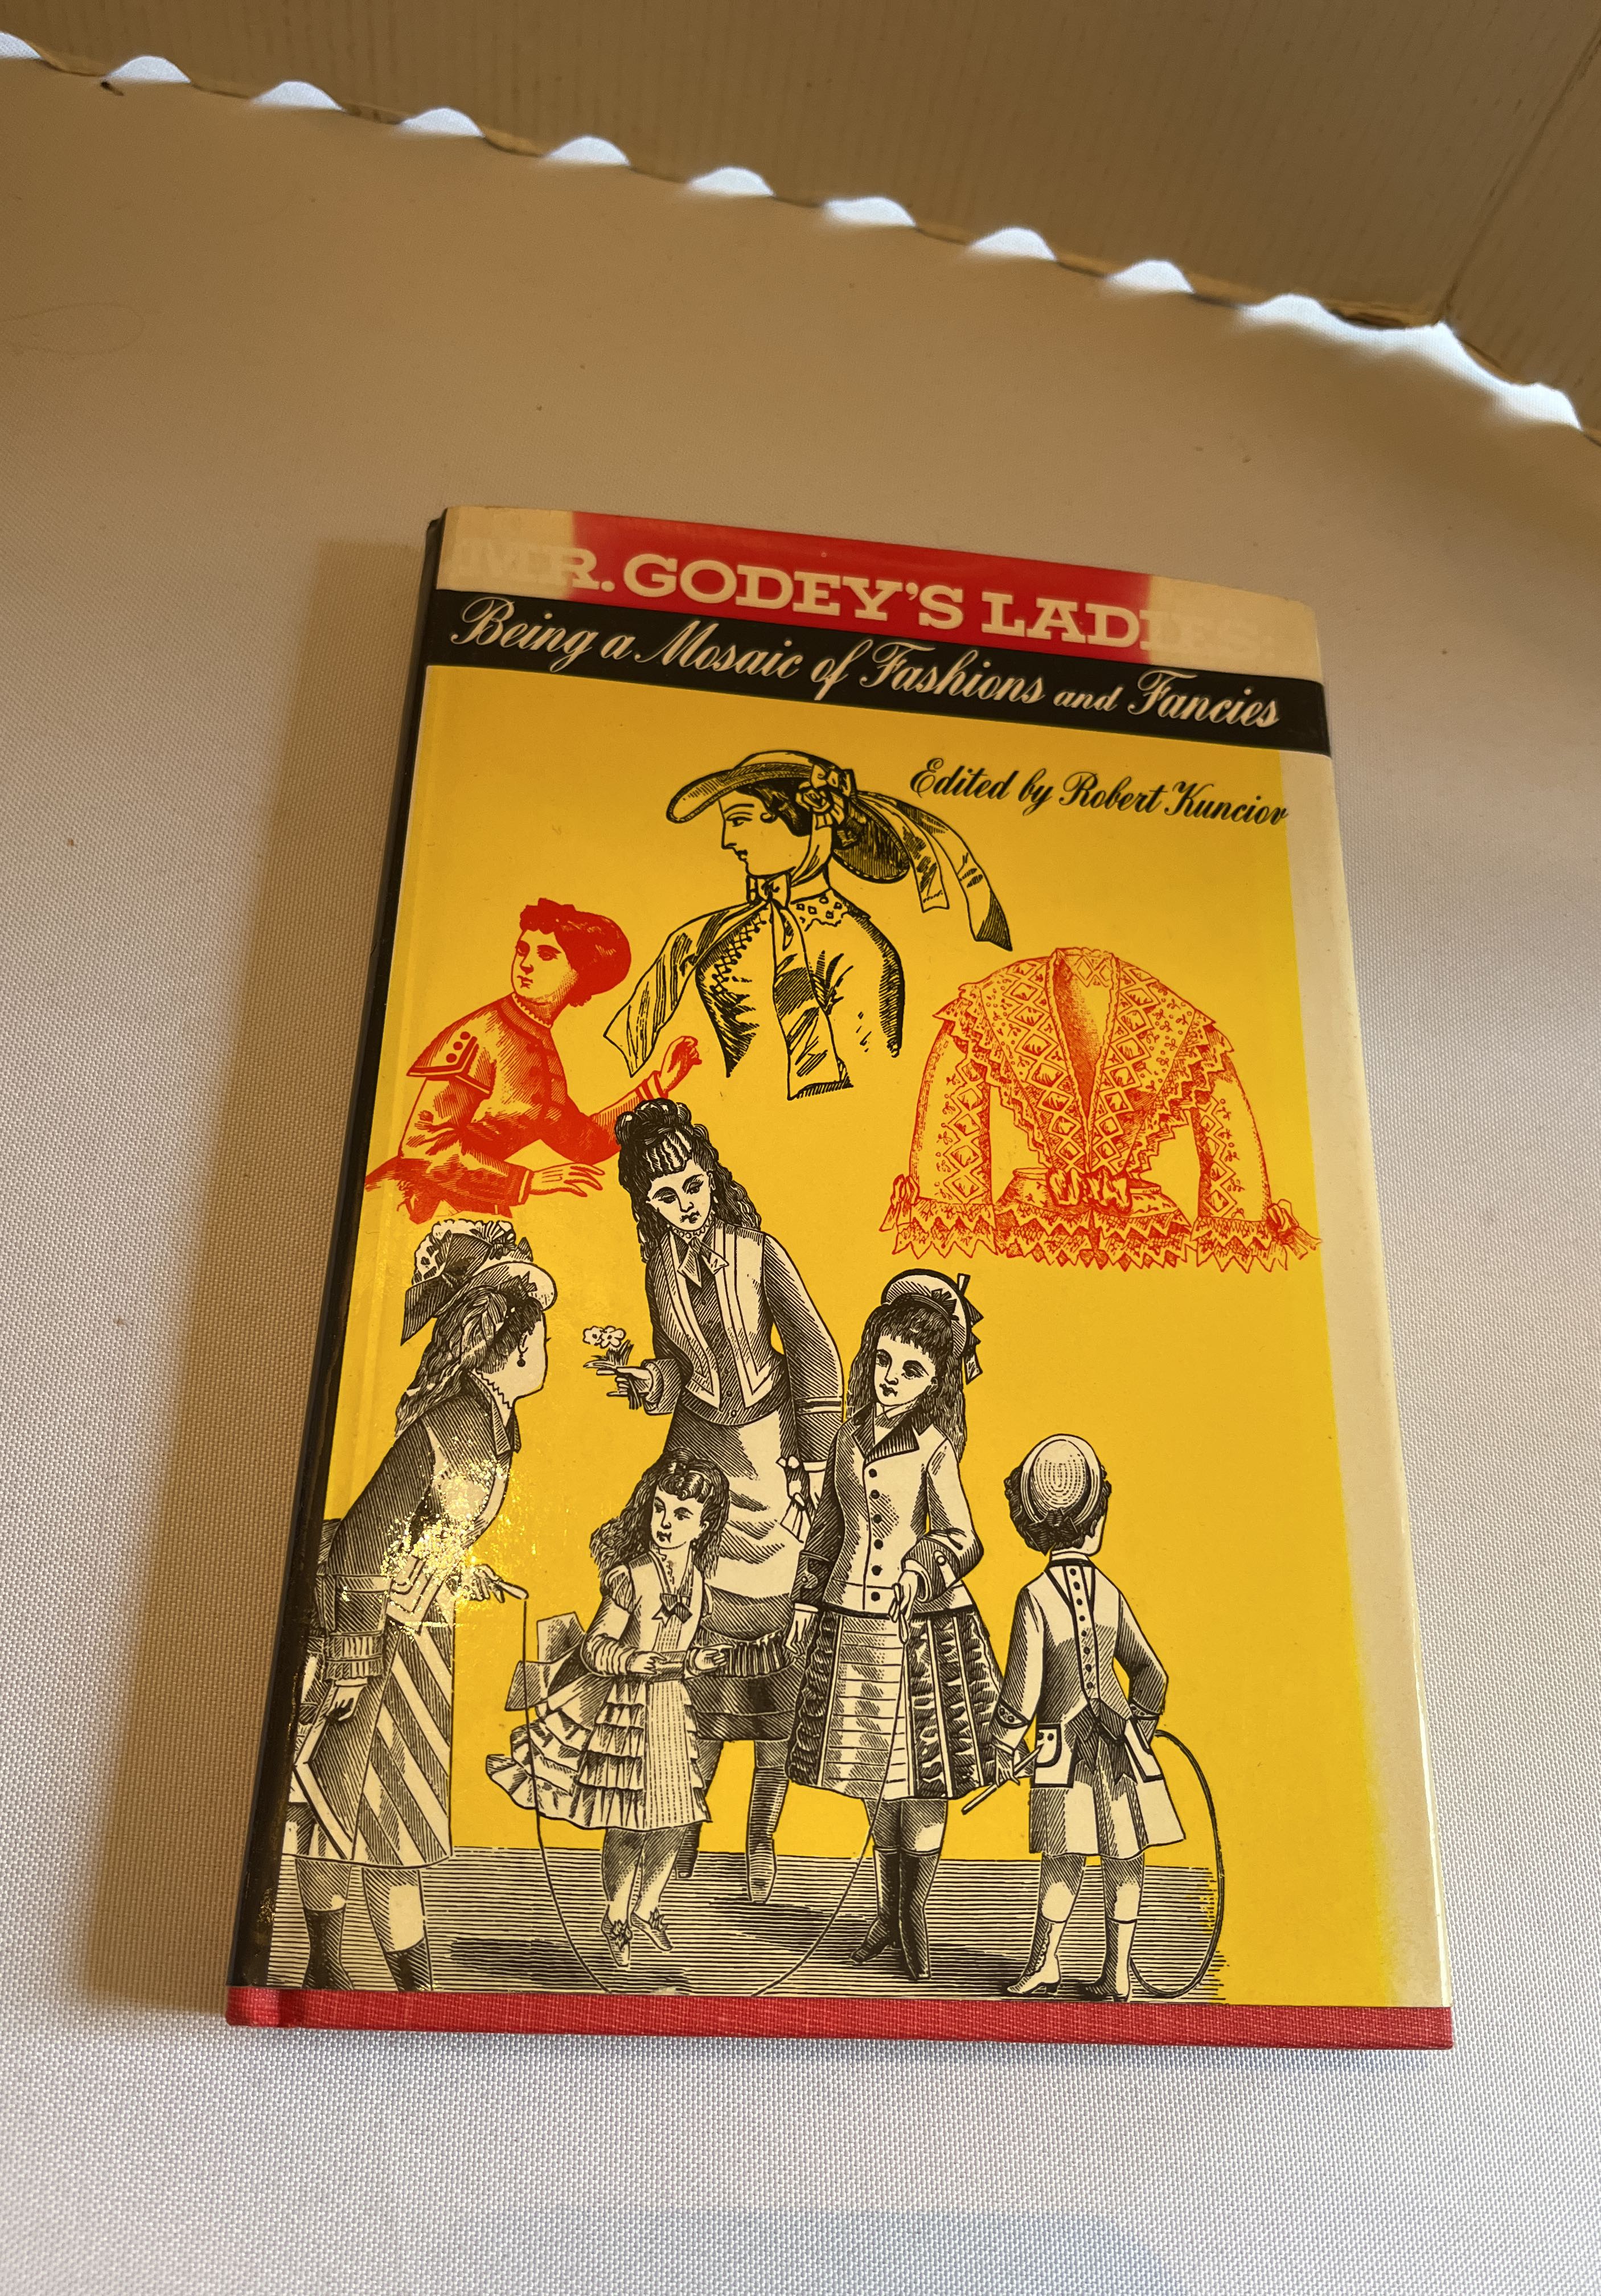 MR. GODEY'S LADIES:
Being a Mosaic of Fashions and Fancies
Edited by Robert Kunciov